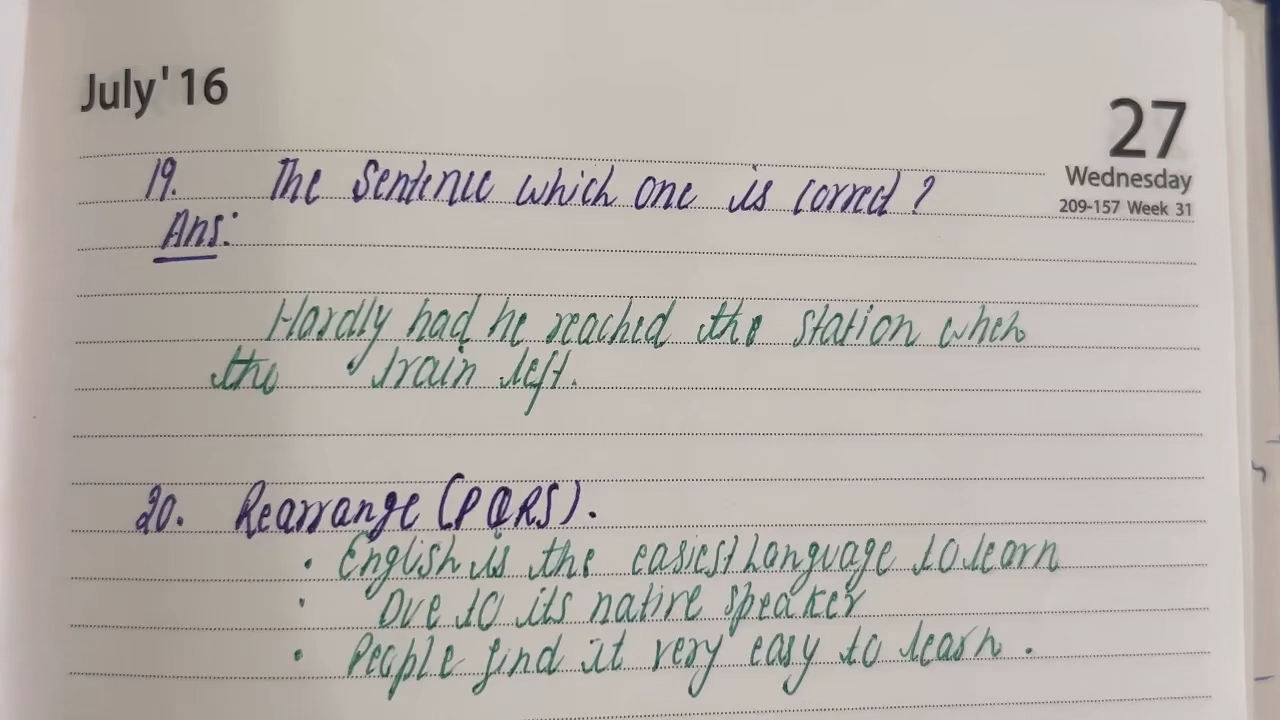 July'16
27
Wednesday
209-157 Week 31
19. The Sentence which one is correct?
Ans:
Hardly had he reached the station when
the train left.
20. Rearrange (PQRS).
• English is the easiest Language to learn
• Due to its native speaker
• People find it very easy to learn.